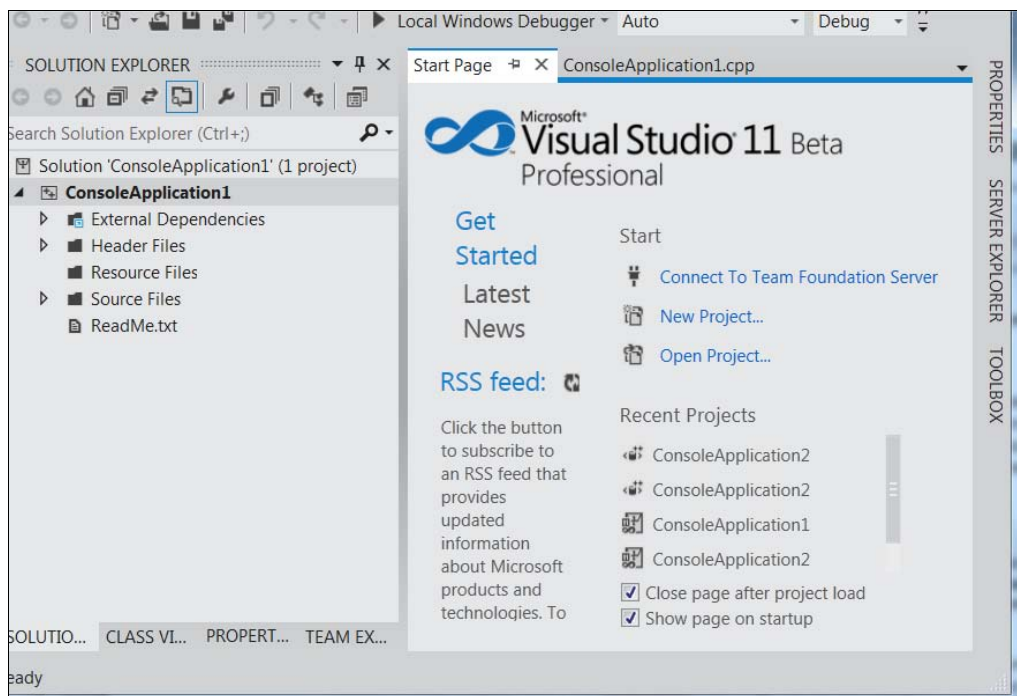 Local Windows Debugger Auto Debug
SOLUTION EXPLORER
Search Solution Explorer (Ctrl+;)
Solution 'ConsoleApplication1' (1 project)
ConsoleApplication1
External Dependencies
Header Files
Resource Files
Source Files
ReadMe.txt
SOLUTIO... CLASS VI... PROPERT... TEAM EX...
Start Page ConsoleApplication1.cpp
Microsoft®
Visual Studio® 11 Beta
Professional
Get
Started
Latest
News
RSS feed:
Click the button
to subscribe to
an RSS feed that
provides
updated
information
about Microsoft
products and
technologies. To
Start
Connect To Team Foundation Server
New Project...
Open Project...
Recent Projects
ConsoleApplication2
ConsoleApplication2
ConsoleApplication1
ConsoleApplication2
Close page after project load
Show page on startup
PROPERTIES
SERVER EXPLORER
TOOLBOX
eady